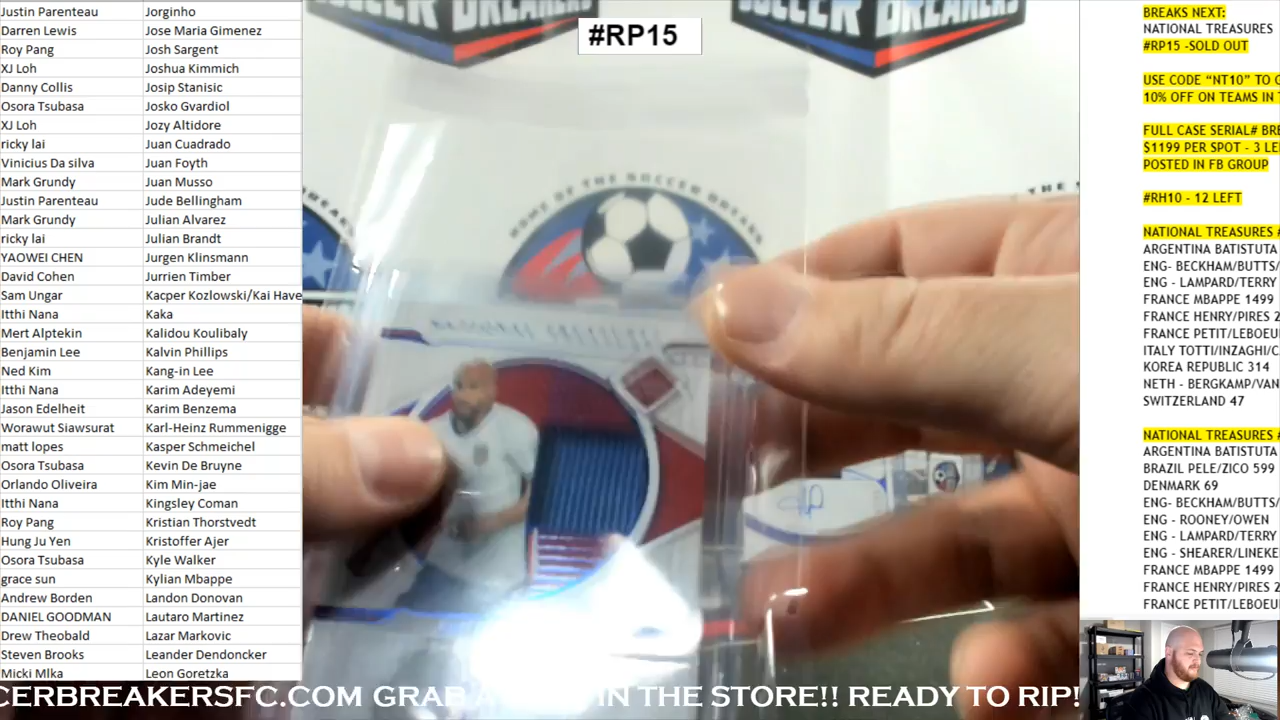 Justin Parenteau Jorginho
Darren Lewis Jose Maria Gimenez
Roy Pang Josh Sargent
XJ Loh Joshua Kimmich
Danny Collis Josip Stanisic
Osora Tsubasa Josko Gvardiol
XJ Loh Jozy Altidore
ricky lai Juan Cuadrado
Vinicius Da silva Juan Foyth
Mark Grundy Juan Musso
Justin Parenteau Jude Bellingham
Mark Grundy Julian Alvarez
ricky lai Julian Brandt
YAOWEI CHEN Jurgen Klinsmann
David Cohen Jurrien Timber
Sam Ungar Kacper Kozlowski/Kai Have
Itthi Nana Kaka
Mert Alptekin Kalidou Koulibaly
Benjamin Lee Kalvin Phillips
Ned Kim Kang-in Lee
Itthi Nana Karim Adeyemi
Jason Edelheit Karim Benzema
Worawut Siawsurat Karl-Heinz Rummenigge
matt lopes Kasper Schmeichel
Osora Tsubasa Kevin De Bruyne
Orlando Oliveira Kim Min-jae
Itthi Nana Kingsley Coman
Roy Pang Kristian Thorstvedt
Hung Ju Yen Kristoffer Ajer
Osora Tsubasa Kyle Walker
grace sun Kylian Mbappe
Andrew Borden Landon Donovan
DANIEL GOODMAN Lautaro Martinez
Drew Theobald Lazar Markovic
Steven Brooks Leander Dendoncker
Micki Mlka Leon Goretzka
SOCCER BREAKERS
#RP15
HOME OF THE SOCCER BREAKS
THE
BREAKS NEXT:
NATIONAL TREASURES
#RP15 -SOLD OUT
USE CODE “NT10” TO G
10% OFF ON TEAMS IN T
FULL CASE SERIAL# BRE
$1199 PER SPOT - 3 LE
POSTED IN FB GROUP
#RH10 - 12 LEFT
NATIONAL TREASURES #
ARGENTINA BATISTUTA
ENG- BECKHAM/BUTTS/
ENG - LAMPARD/TERRY
FRANCE MBAPPE 1499
FRANCE HENRY/PIRES 2
FRANCE PETIT/LEBOEU
ITALY TOTTI/INZAGHI/C
KOREA REPUBLIC 314
NETH - BERGKAMP/VAN
SWITZERLAND 47
NATIONAL TREASURES #
ARGENTINA BATISTUTA
BRAZIL PELE/ZICO 599
DENMARK 69
ENG- BECKHAM/BUTTS/
ENG - ROONEY/OWEN
ENG - LAMPARD/TERRY
ENG - SHEARER/LINEKE
FRANCE MBAPPE 1499
FRANCE HENRY/PIRES 2
FRANCE PETIT/LEBOEU
CERBREAKERSFC.COM GRAB A IN THE STORE!! READY TO RIP!